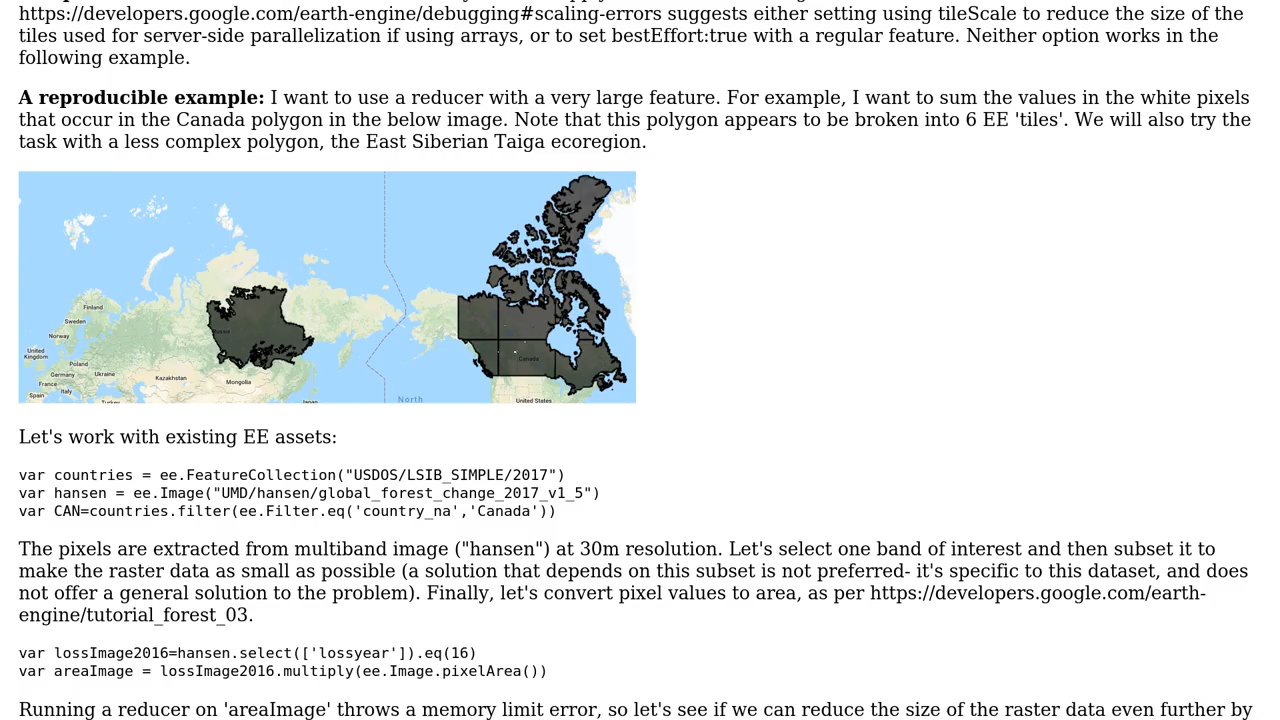 https://developers.google.com/earth-engine/debugging#scaling-errors suggests either setting using tileScale to reduce the size of the
tiles used for server-side parallelization if using arrays, or to set bestEffort:true with a regular feature. Neither option works in the
following example.
A reproducible example: I want to use a reducer with a very large feature. For example, I want to sum the values in the white pixels
that occur in the Canada polygon in the below image. Note that this polygon appears to be broken into 6 EE 'tiles'. We will also try the
task with a less complex polygon, the East Siberian Taiga ecoregion.
Finland
Sweden
Norway
Russia
United
Kingdom
Poland
Germany
Ukraine
France
Kazakhstan
Italy
Mongolia
Spain
Turkey
Japan
North
Canada
United States
Let's work with existing EE assets:
var countries = ee.FeatureCollection("USDOS/LSIB_SIMPLE/2017")
var hansen = ee.Image("UMD/hansen/global_forest_change_2017_v1_5")
var CAN=countries.filter(ee.Filter.eq('country_na','Canada'))
The pixels are extracted from multiband image ("hansen") at 30m resolution. Let's select one band of interest and then subset it to
make the raster data as small as possible (a solution that depends on this subset is not preferred- it's specific to this dataset, and does
not offer a general solution to the problem). Finally, let's convert pixel values to area, as per https://developers.google.com/earth-
engine/tutorial_forest_03.
var lossImage2016=hansen.select(['lossyear']).eq(16)
var areaImage = lossImage2016.multiply(ee.Image.pixelArea())
Running a reducer on 'areaImage' throws a memory limit error, so let's see if we can reduce the size of the raster data even further by